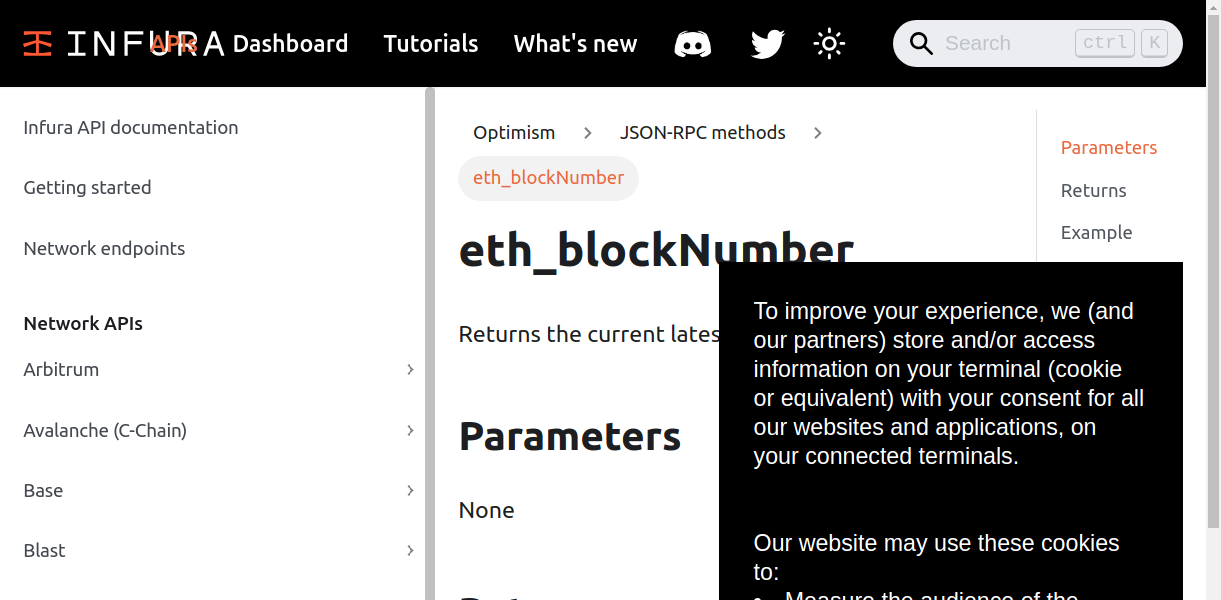 INFURA APIs Dashboard Tutorials What's new Search ctrl K
Infura API documentation
Getting started
Network endpoints
Network APIs
Arbitrum
Avalanche (C-Chain)
Base
Blast
Optimism
JSON-RPC methods
eth_blockNumber
eth_blockNumber
Returns the current lates
Parameters
None
Parameters
Returns
Example
To improve your experience, we (and
our partners) store and/or access
information on your terminal (cookie
or equivalent) with your consent for all
our websites and applications, on
your connected terminals.
Our website may use these cookies
to:
• Measure the audience of the